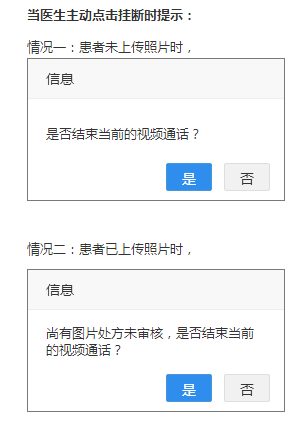 当医生主动点击挂断时提示：
情况一：患者未上传照片时，
信息
是否结束当前的视频通话？
是 否
情况二：患者已上传照片时，
信息
尚有图片处方未审核，是否结束当前
的视频通话？
是 否